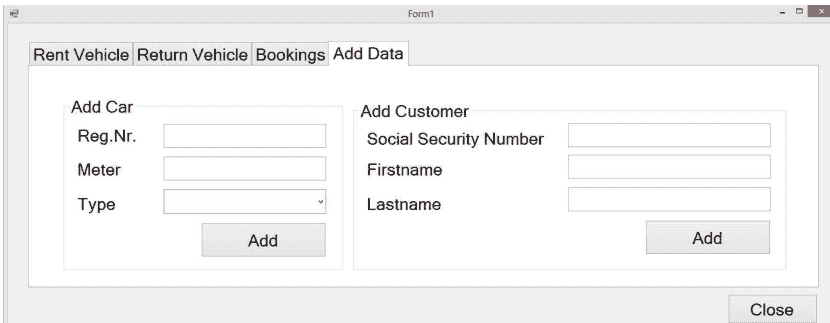 Form1
Rent Vehicle Return Vehicle Bookings Add Data
Add Car
Reg.Nr.
Meter
Type
Add
Add Customer
Social Security Number
Firstname
Lastname
Add
Close